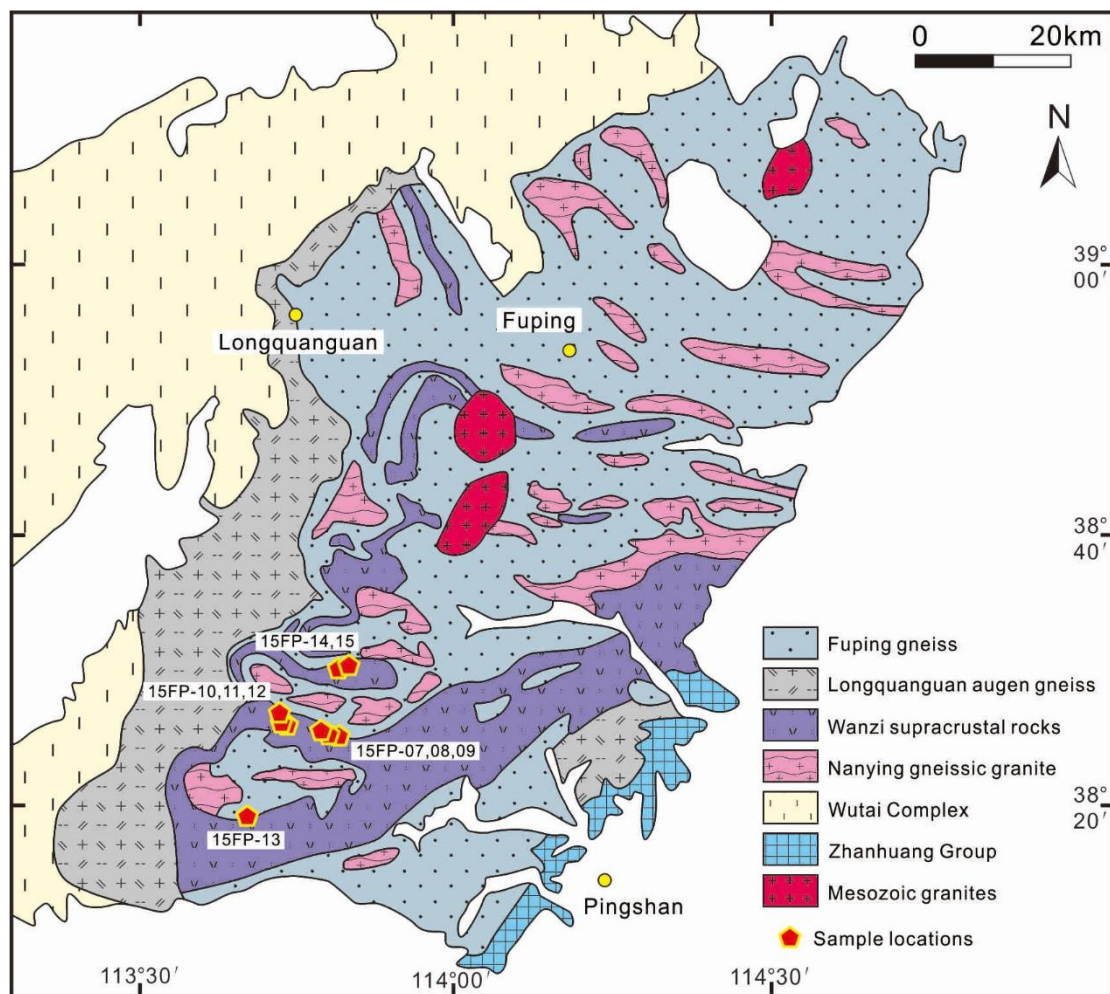 0 20km
N
39°
00′
Longquanguan
Fuping
38°
40′
15FP-14,15
15FP-10,11,12
15FP-07,08,09
15FP-13
Fuping gneiss
Longquanguan augen gneiss
Wanzi supracrustal rocks
Nanying gneissic granite
Wutai Complex
Zhanhuang Group
Mesozoic granites
Sample locations
38°
20′
Pingshan
113°30′
114°00′
114°30′